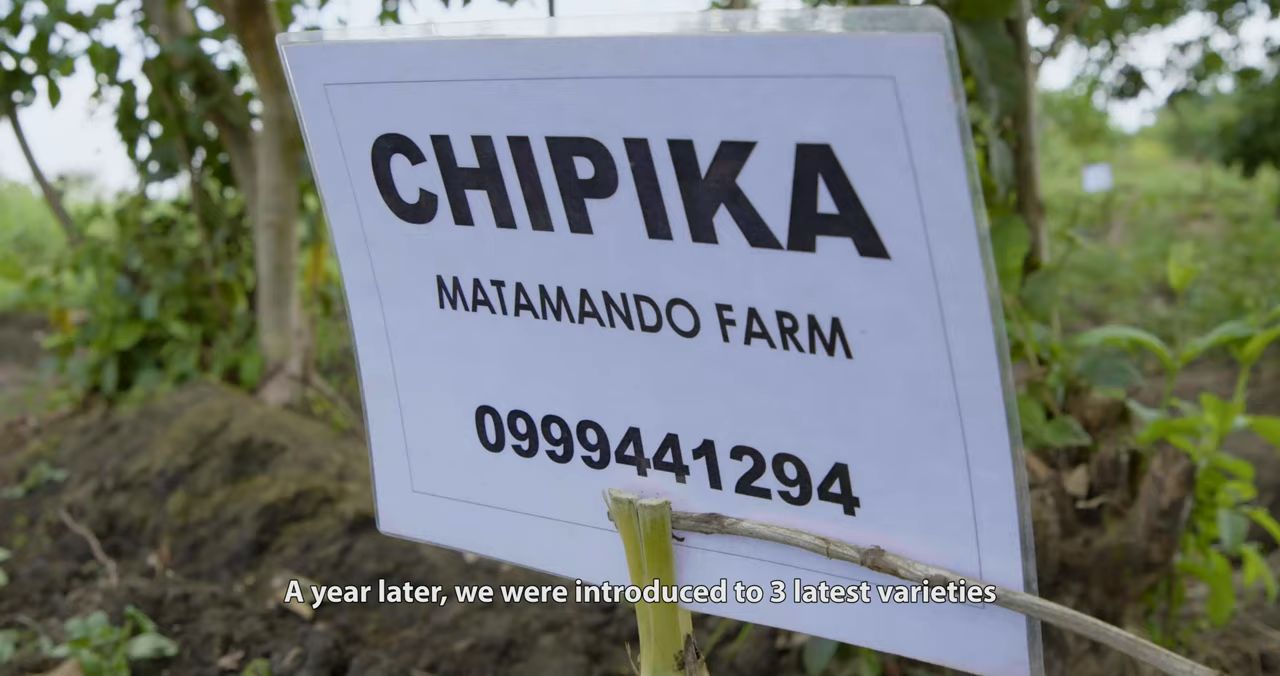 CHIPIKA
MATAMANDO FARM
0999441294
A year later, we were introduced to 3 latest varieties